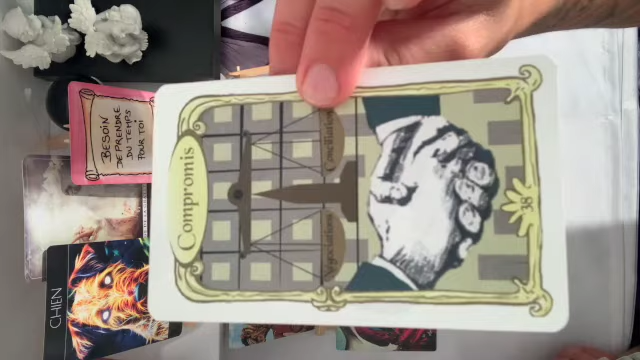 Compromis
Négociations
Conciliation
38
BESOIN
DE PRENDRE
DU TEMPS
POUR TOI
CHIEN